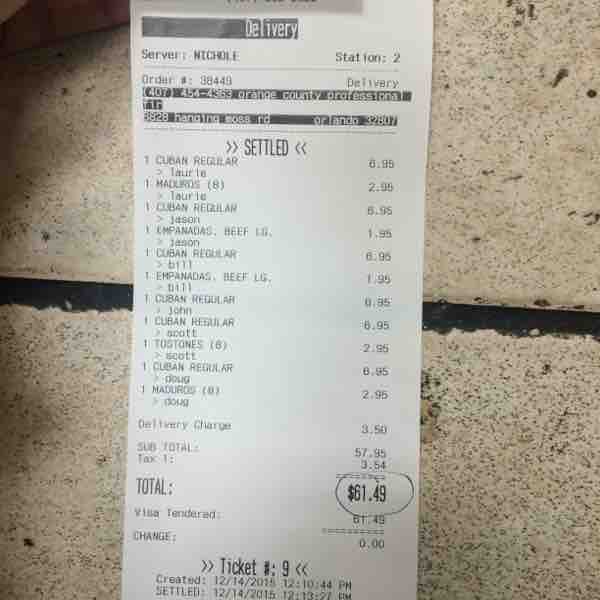 Delivery
Server: NICHOLE Station: 2
Order #: 38449 Delivery
(407) 454-4363 orange county professional
fir
6828 hanging moss rd orlando 32807
>> SETTLED <<
1 CUBAN REGULAR 6.95
> laurie
1 MADUROS (8) 2.95
> laurie
1 CUBAN REGULAR 6.95
> jason
1 EMPANADAS. BEEF LG. 1.95
> jason
1 CUBAN REGULAR 6.95
> bill
1 EMPANADAS. BEEF LG. 1.95
> bill
1 CUBAN REGULAR 6.95
> john
1 CUBAN REGULAR 6.95
> scott
1 TOSTONES (8) 2.95
> scott
1 CUBAN REGULAR 6.95
> doug
1 MADUROS (8) 2.95
> doug
Delivery Charge 3.50
SUB TOTAL: 57.95
Tax 1: 3.54
TOTAL: $61.49
Visa Tendered: 61.49
CHANGE: 0.00
>> Ticket #: 9 <<
Created: 12/14/2015 12:10:44 PM
SETTLED: 12/14/2015 12:13:27 PM